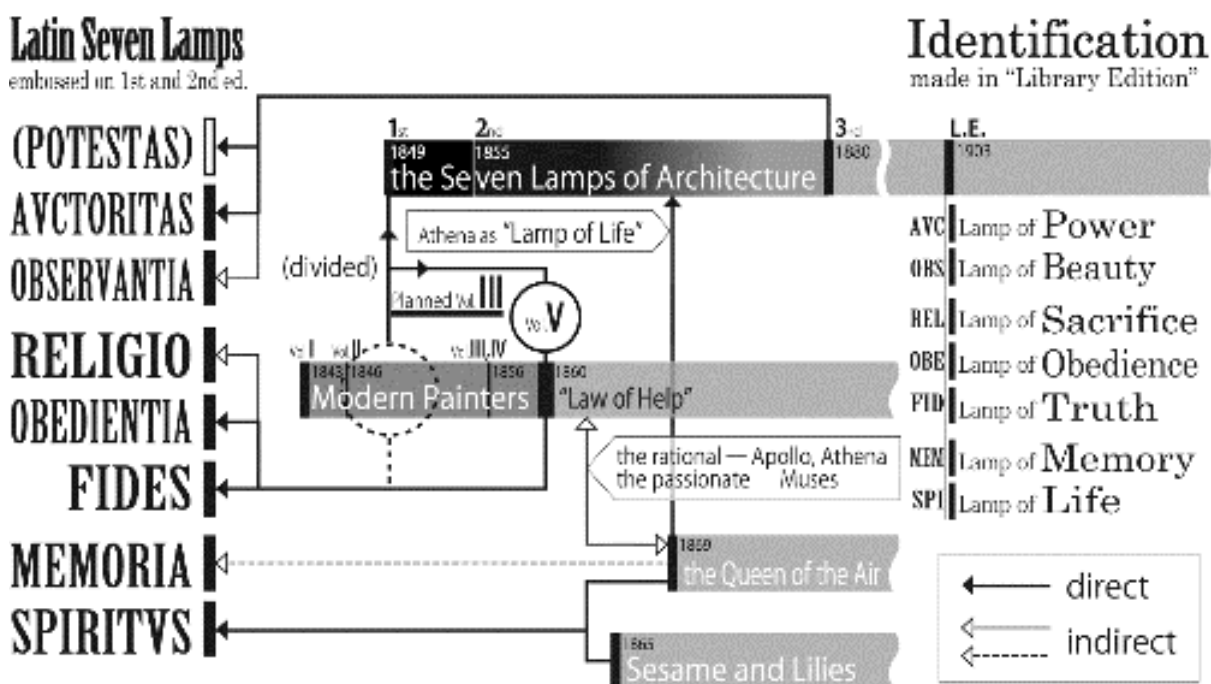 Latin Seven Lamps
embossed on 1st and 2nd ed.
(POTESTAS)
AVCTORITAS
OBSERVANTIA
RELIGIO
OBEDIENTIA
FIDES
MEMORIA
SPIRITVS
1st
2nd
3rd
L.E.
1849
1855
1880
1903
the Seven Lamps of Architecture
Athena as "Lamp of Life"
(divided)
Planned Vol. III
Vol. V
Vol. I
Vol. II
Vol. III, IV
1843
1846
1856
1860
Modern Painters
"Law of Help"
the rational — Apollo, Athena
the passionate Muses
1869
the Queen of the Air
1865
Sesame and Lilies
Identification
made in "Library Edition"
AVC Lamp of Power
OBS Lamp of Beauty
REL Lamp of Sacrifice
OBE Lamp of Obedience
FID Lamp of Truth
MEM Lamp of Memory
SPI Lamp of Life
direct
indirect